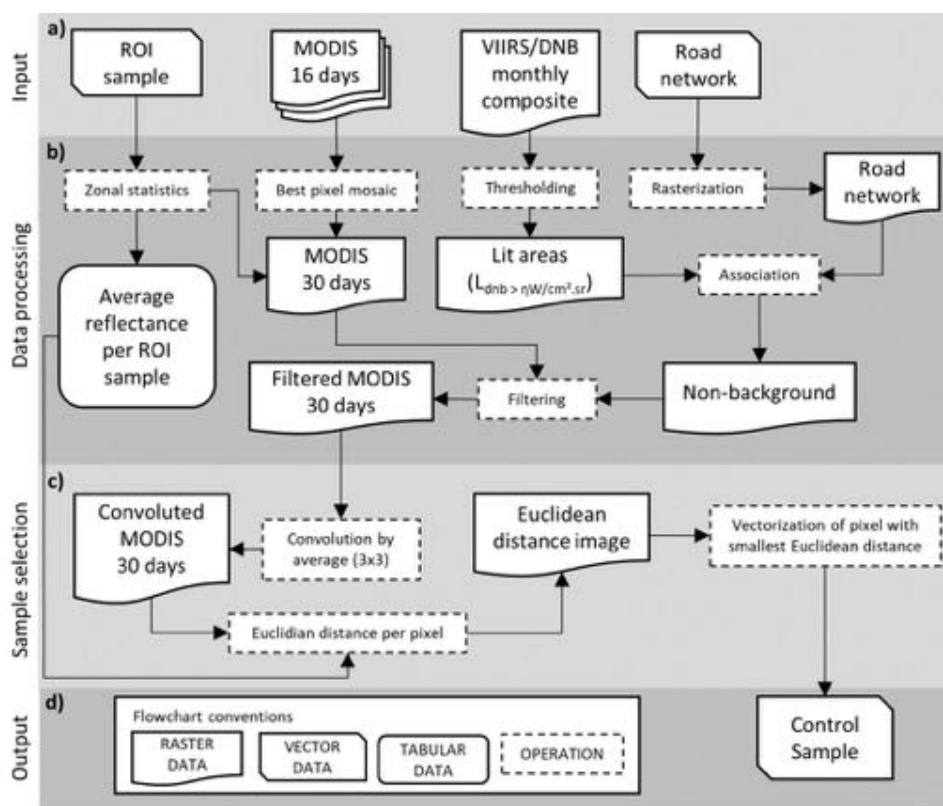 a)
Input
ROI
sample
MODIS
16 days
VIIRS/DNB
monthly
composite
Road
network
b)
Data processing
Zonal statistics
Best pixel mosaic
Thresholding
Rasterization
Road
network
MODIS
30 days
Lit areas
(Ldnb > ηW/cm².sr)
Association
Average
reflectance
per ROI
sample
Filtered MODIS
30 days
Filtering
Non-background
c)
Sample selection
Convoluted
MODIS
30 days
Convolution by
average (3x3)
Euclidean
distance image
Vectorization of pixel with
smallest Euclidean distance
Euclidian distance per pixel
d)
Output
Flowchart conventions
RASTER
DATA
VECTOR
DATA
TABULAR
DATA
OPERATION
Control
Sample